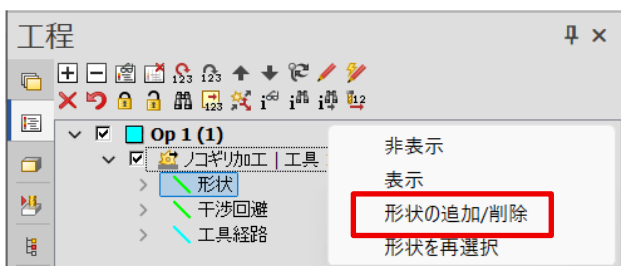 工程
Op 1 (1)
ノコギリ加工 | 工具
形状
干渉回避
工具経路
非表示
表示
形状の追加/削除
形状を再選択